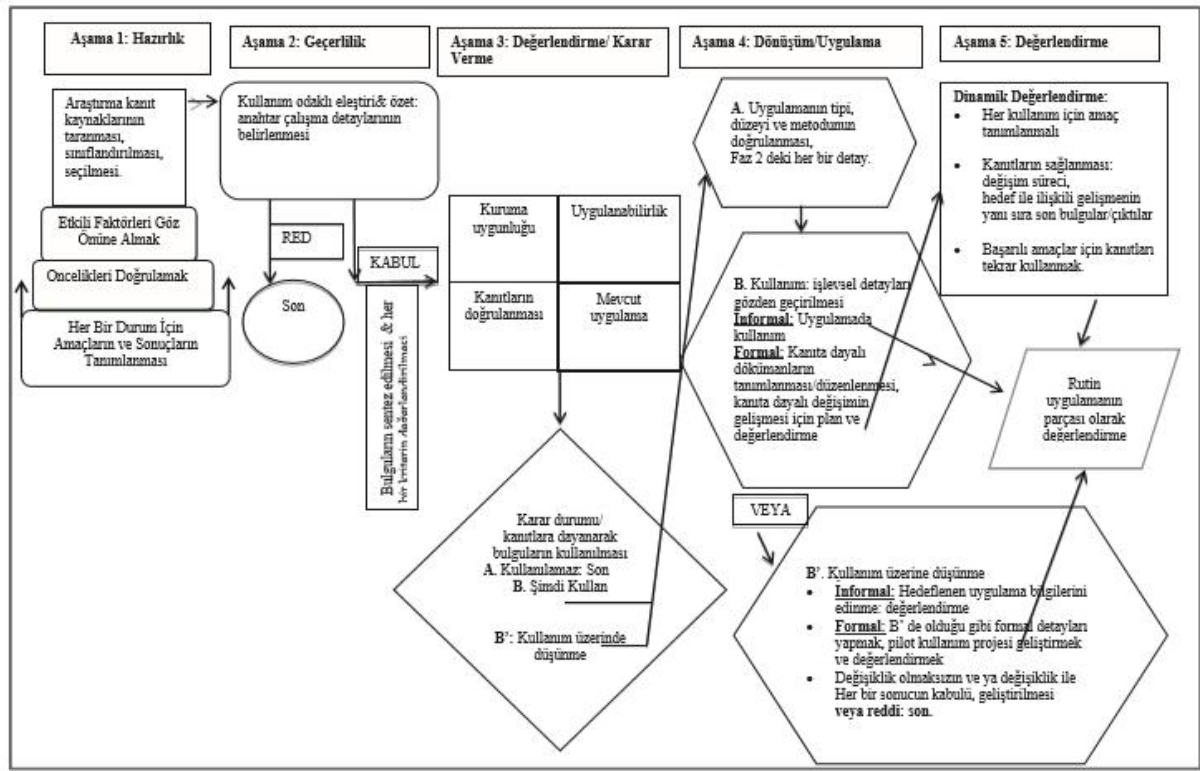 Aşama 1: Hazırlık
Aşama 2: Geçerlilik
Aşama 3: Değerlendirme/ Karar
Verme
Aşama 4: Dönüşüm/Uygulama
Aşama 5: Değerlendirme
Araştırma kanıt
kaynaklarının
taranması,
sınıflandırılması,
seçilmesi.
Etkili Faktörleri Göz
Önüne Almak
Oncelikleri Doğrulamak
Her Bir Durum İçin
Amaçların ve Sonuçların
Tanımlanması
Kullanım odaklı eleştiri& özet:
anahtar çalışma detaylarının
belirlenmesi
RED
KABUL
Son
Bulguların sentez edilmesi & her
bir kriterin değerlendirilmesi
Kuruma
uygunluğu
Uygulanabilirlik
Kanıtların
doğrulanması
Mevcut
uygulama
Karar durumu/
kanıtlara dayanarak
bulguların kullanılması
A. Kullanılamaz: Son
B. Şimdi Kullan
B’: Kullanım üzerinde
düşünme
A. Uygulamanın tipi,
düzeyi ve metodunun
doğrulanması,
Faz 2 deki her bir detay.
B. Kullanım: işlevsel detayları
gözden geçirilmesi
Informal: Uygulamada
kullanım
Formal: Kanıta dayalı
dökümanların
tanımlanması/düzenlenmesi,
kanıta dayalı değişimin
gelişmesi için plan ve
değerlendirme
VEYA
B’. Kullanım üzerine düşünme
• Informal: Hedeflenen uygulama bilgilerini
edinme: değerlendirme
• Formal: B’ de olduğu gibi formal detayları
yapmak, pilot kullanım projesi geliştirmek
ve değerlendirmek
• Değişiklik olmaksızın ve ya değişiklik ile
Her bir sonucun kabulü, geliştirilmesi
veya reddi: son.
Dinamik Değerlendirme:
• Her kullanım için amaç
tanımlanmalı
• Kanıtların sağlanması:
değişim süreci,
hedef ile ilişkili gelişmenin
yanı sıra son bulgular/çıktılar
• Başarılı amaçlar için kanıtları
tekrar kullanmak.
Rutin
uygulamanın
parçası olarak
değerlendirme